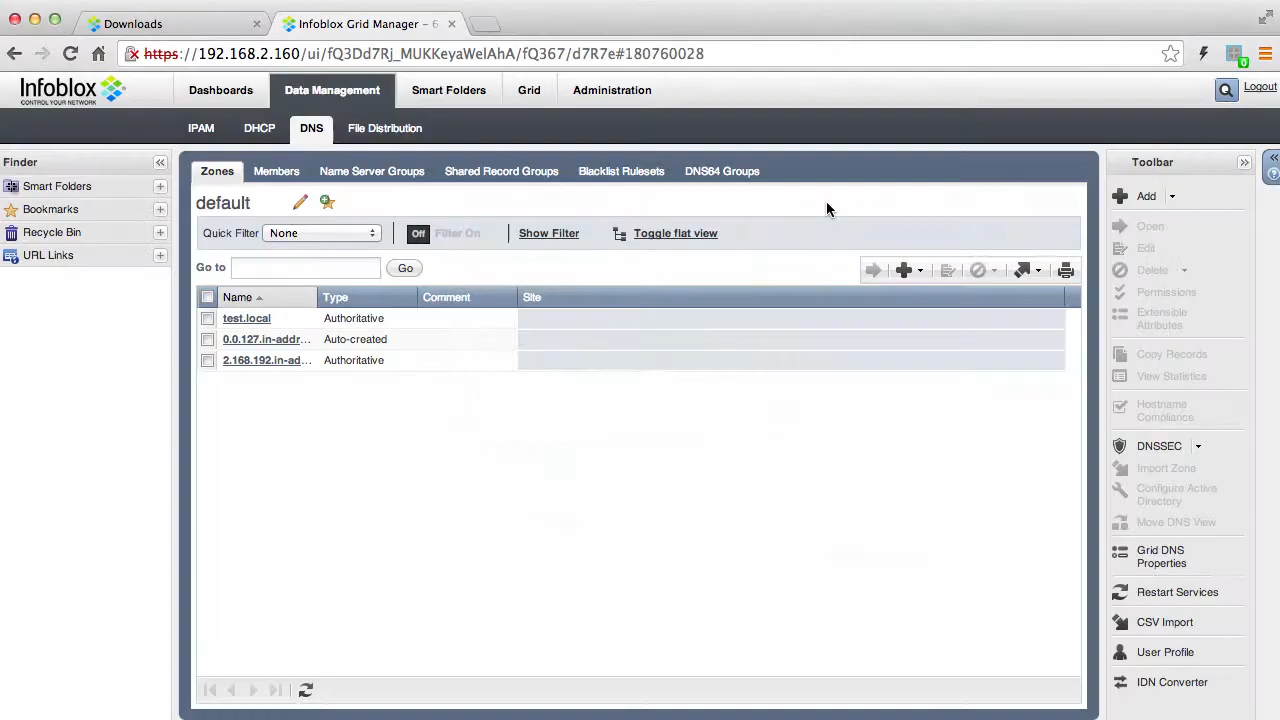 Downloads
Infoblox Grid Manager – 6
https://192.168.2.160/ui/fQ3Dd7Rj_MUKKeyaWelAhA/fQ367/d7R7e#180760028
0
Infoblox
CONTROL YOUR NETWORK
Dashboards
Data Management
Smart Folders
Grid
Administration
Logout
IPAM
DHCP
DNS
File Distribution
Finder
Smart Folders
Bookmarks
Recycle Bin
URL Links
Zones
Members
Name Server Groups
Shared Record Groups
Blacklist Rulesets
DNS64 Groups
default
Quick Filter
None
Off
Filter On
Show Filter
Toggle flat view
Go to
Go
Name
Type
Comment
Site
test.local
Authoritative
0.0.127.in-addr...
Auto-created
2.168.192.in-ad...
Authoritative
Toolbar
Add
Open
Edit
Delete
Permissions
Extensible
Attributes
Copy Records
View Statistics
Hostname
Compliance
DNSSEC
Import Zone
Configure Active
Directory
Move DNS View
Grid DNS
Properties
Restart Services
CSV Import
User Profile
IDN Converter